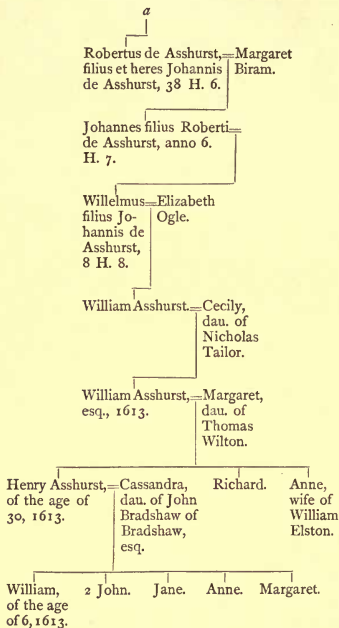 a
Robertus de Asshurst,=Margaret
filius et heres Johannis Biram.
de Asshurst, 38 H. 6.
Johannes filius Roberti=
de Asshurst, anno 6.
H. 7.
Willelmus=Elizabeth
filius Jo- Ogle.
hannis de
Asshurst,
8 H. 8.
William Asshurst.=Cecily,
dau. of
Nicholas
Tailor.
William Asshurst,=Margaret,
esq., 1613. dau. of
Thomas
Wilton.
Henry Asshurst,=Cassandra, Richard. Anne,
of the age of dau. of John wife of
30, 1613. Bradshaw of William
Bradshaw, Elston.
esq.
William, 2 John. Jane. Anne. Margaret.
of the age
of 6, 1613.